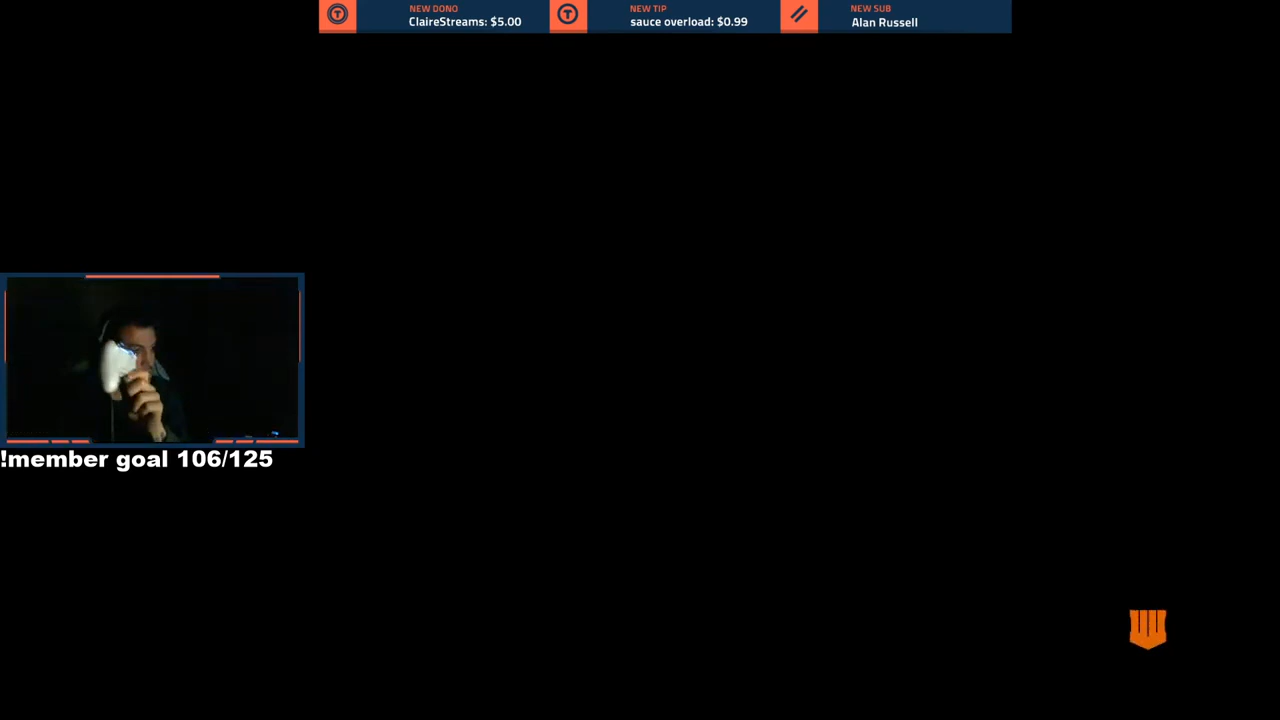 NEW DONO
ClaireStreams: $5.00
NEW TIP
sauce overload: $0.99
NEW SUB
Alan Russell
!member goal 106/125